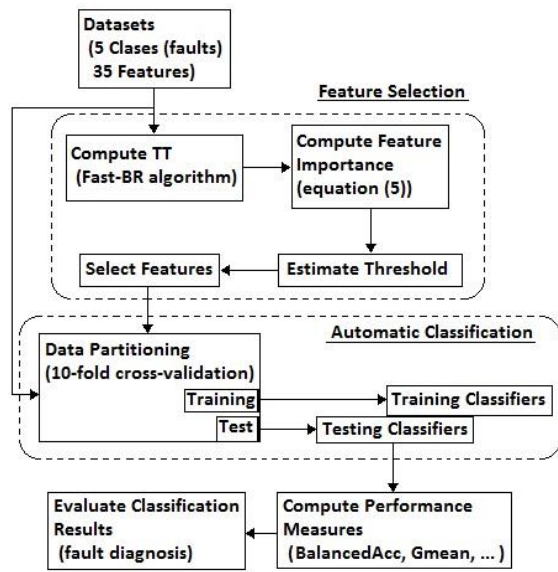 Datasets
(5 Clases (faults)
35 Features)
Feature Selection
Compute TT
(Fast-BR algorithm)
Compute Feature
Importance
(equation (5))
Select Features
Estimate Threshold
Automatic Classification
Data Partitioning
(10-fold cross-validation)
Training
Test
Training Classifiers
Testing Classifiers
Evaluate Classification
Results
(fault diagnosis)
Compute Performance
Measures
(BalancedAcc, Gmean, ... )